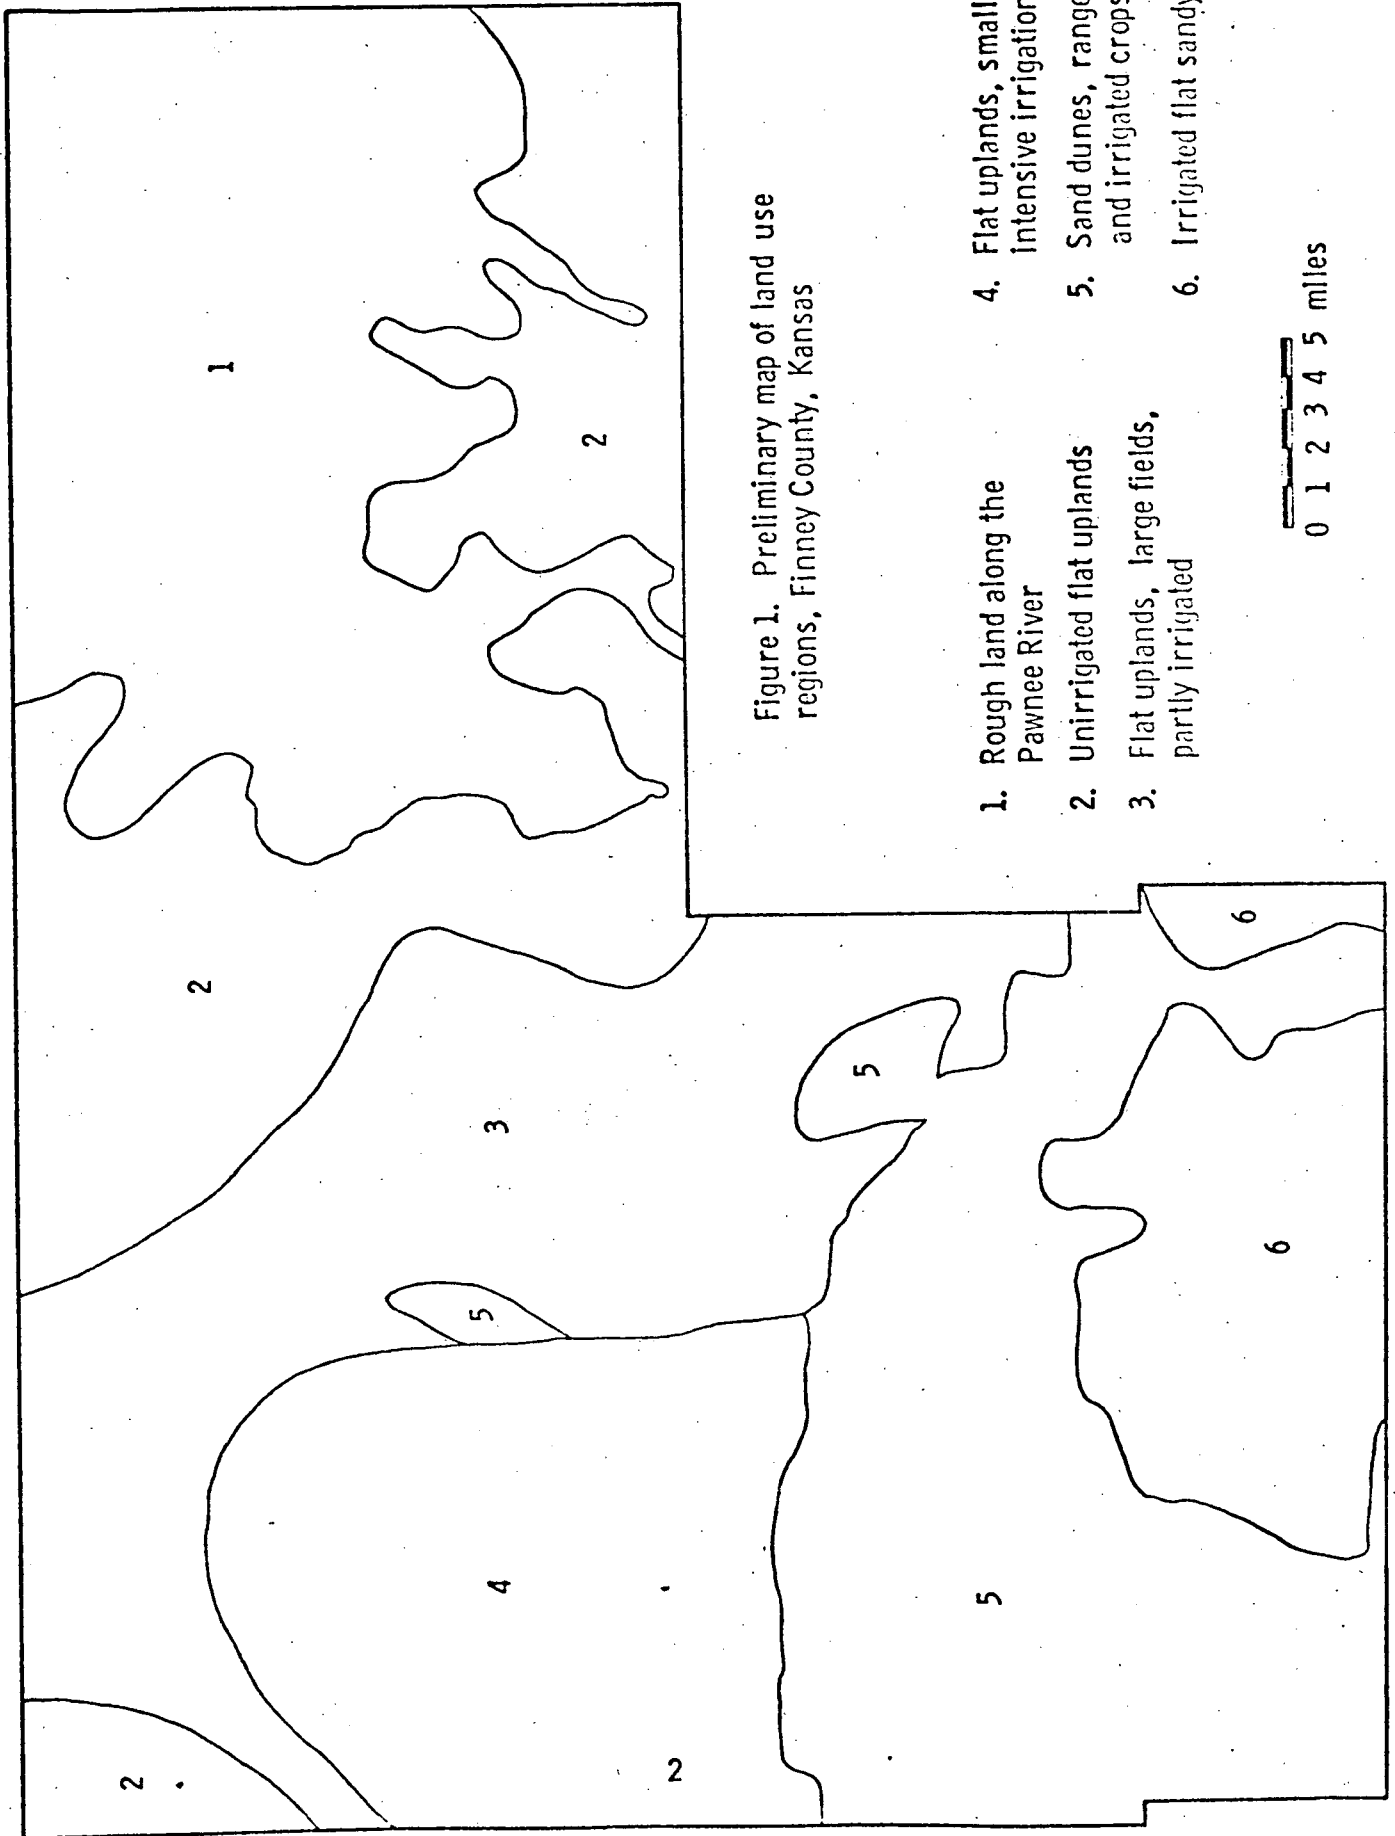 1
2
2
3
5
4
2
2
5
5
6
6
Figure 1. Preliminary map of land use
regions, Finney County, Kansas
1. Rough land along the
Pawnee River
2. Unirrigated flat uplands
3. Flat uplands, large fields,
partly irrigated
4. Flat uplands, small
intensive irrigation
5. Sand dunes, range
and irrigated crops
6. Irrigated flat sandy
0 1 2 3 4 5 miles